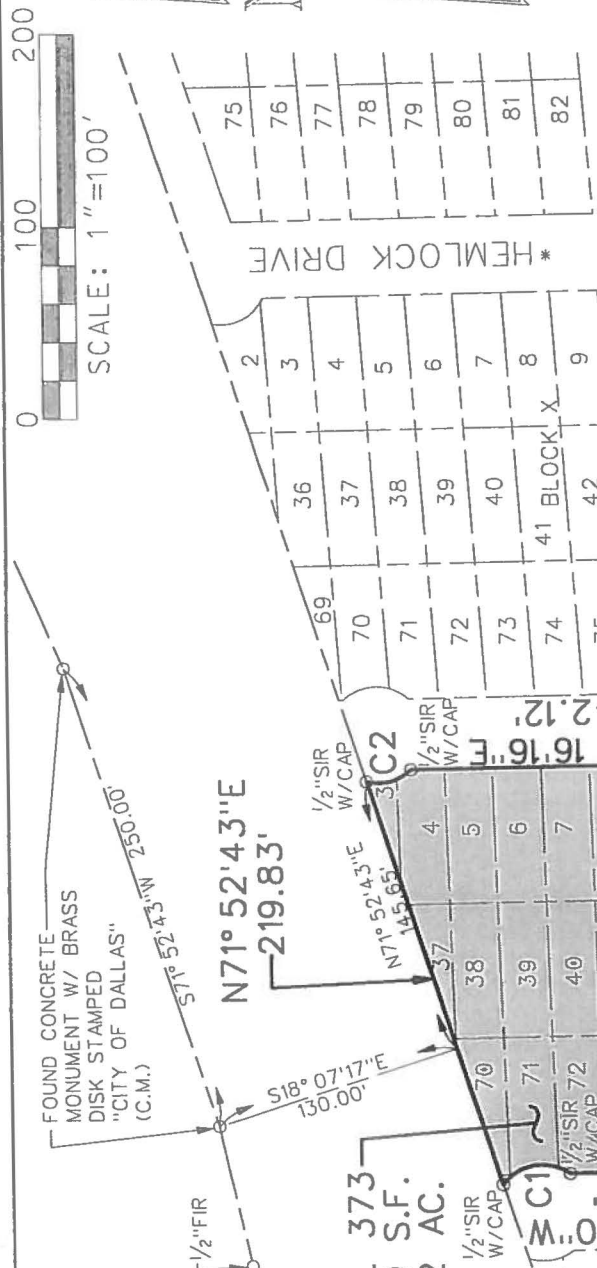 0 100 200
SCALE: 1"=100'
FOUND CONCRETE
MONUMENT W/ BRASS
DISK STAMPED
"CITY OF DALLAS"
(C.M.)
S71° 52'43"W 250.00'
N71° 52'43"E
219.83'
S18° 07'17"E
130.00'
N71° 52'43"E
145.65'
1/2"FIR
1/2"SIR
W/CAP
C2
1/2"SIR
W/CAP
16'16"E
2.12'
373
S.F.
AC.
1/2"SIR
W/CAP
C1
1/2"SIR
W/CAP
0"W
*HEMLOCK DRIVE
BLOCK X
75
76
77
78
79
80
81
82
2
3
4
5
6
7
8
9
36
37
38
39
40
41
42
69
70
71
72
73
74
3
4
5
6
7
37
38
39
40
70
71
72